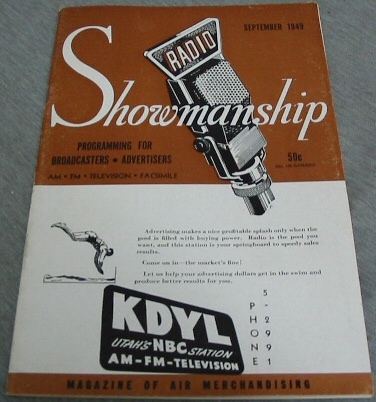 SEPTEMBER 1949
RADIO
Showmanship
PROGRAMMING FOR
BROADCASTERS • ADVERTISERS
AM • FM • TELEVISION • FACSIMILE
50c
Advertising makes a nice profitable splash only when the
pool is filled with buying power. Radio is the pool you
want, and this station is your springboard to speedy sales
results.
Come on in—the market's fine!
Let us help your advertising dollars get in the swim and
produce better results for you.
KDYL
UTAH'S NBC STATION
AM-FM-TELEVISION
PHONE
5-2991
MAGAZINE OF AIR MERCHANDISING